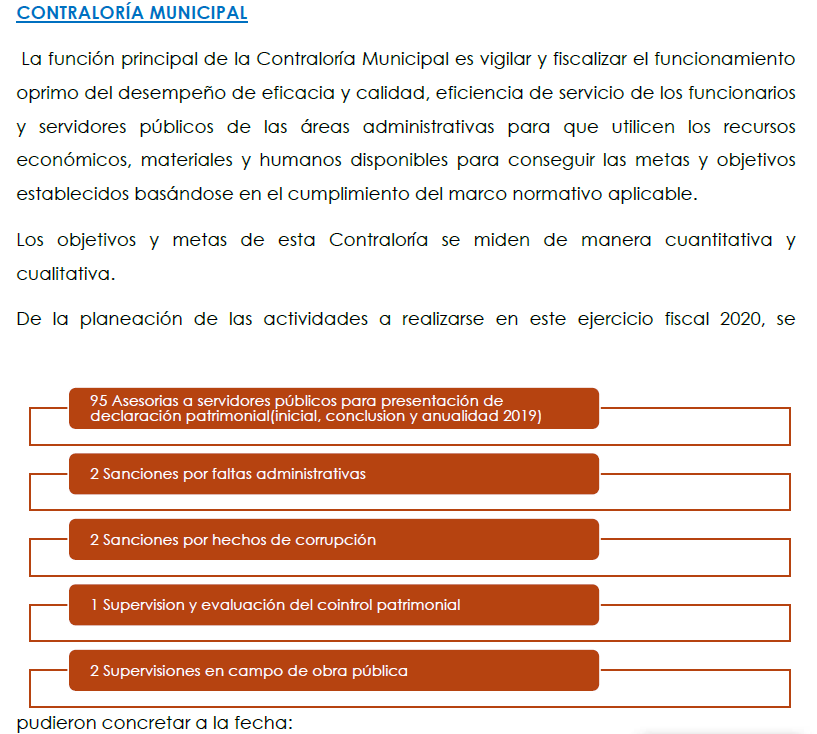 CONTRALORÍA MUNICIPAL
La función principal de la Contraloría Municipal es vigilar y fiscalizar el funcionamiento
oprimo del desempeño de eficacia y calidad, eficiencia de servicio de los funcionarios
y servidores públicos de las áreas administrativas para que utilicen los recursos
económicos, materiales y humanos disponibles para conseguir las metas y objetivos
establecidos basándose en el cumplimiento del marco normativo aplicable.
Los objetivos y metas de esta Contraloría se miden de manera cuantitativa y
cualitativa.
De la planeación de las actividades a realizarse en este ejercicio fiscal 2020, se
95 Asesorias a servidores públicos para presentación de
declaración patrimonial(inicial, conclusion y anualidad 2019)
2 Sanciones por faltas administrativas
2 Sanciones por hechos de corrupción
1 Supervision y evaluación del cointrol patrimonial
2 Supervisiones en campo de obra pública
pudieron concretar a la fecha: